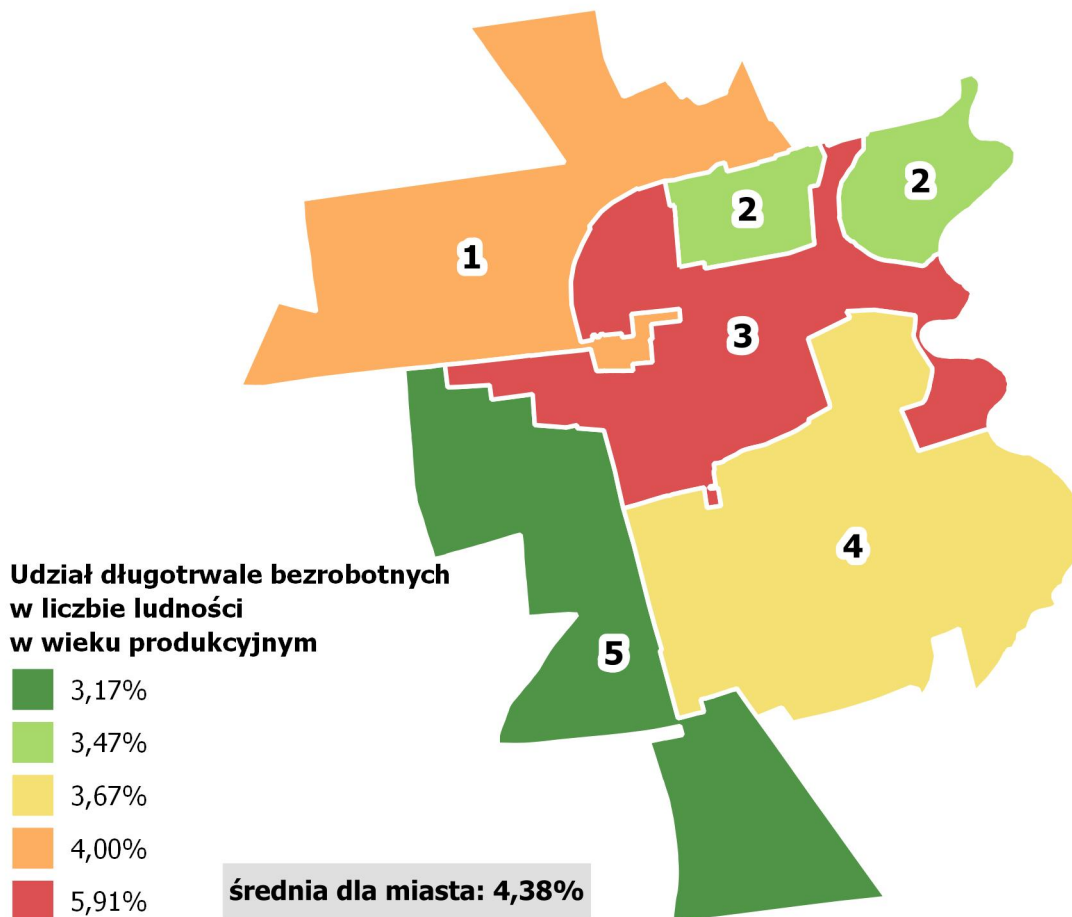 2
2
1
3
4
5
Udział długotrwale bezrobotnych
w liczbie ludności
w wieku produkcyjnym
3,17%
3,47%
3,67%
4,00%
5,91%
średnia dla miasta: 4,38%